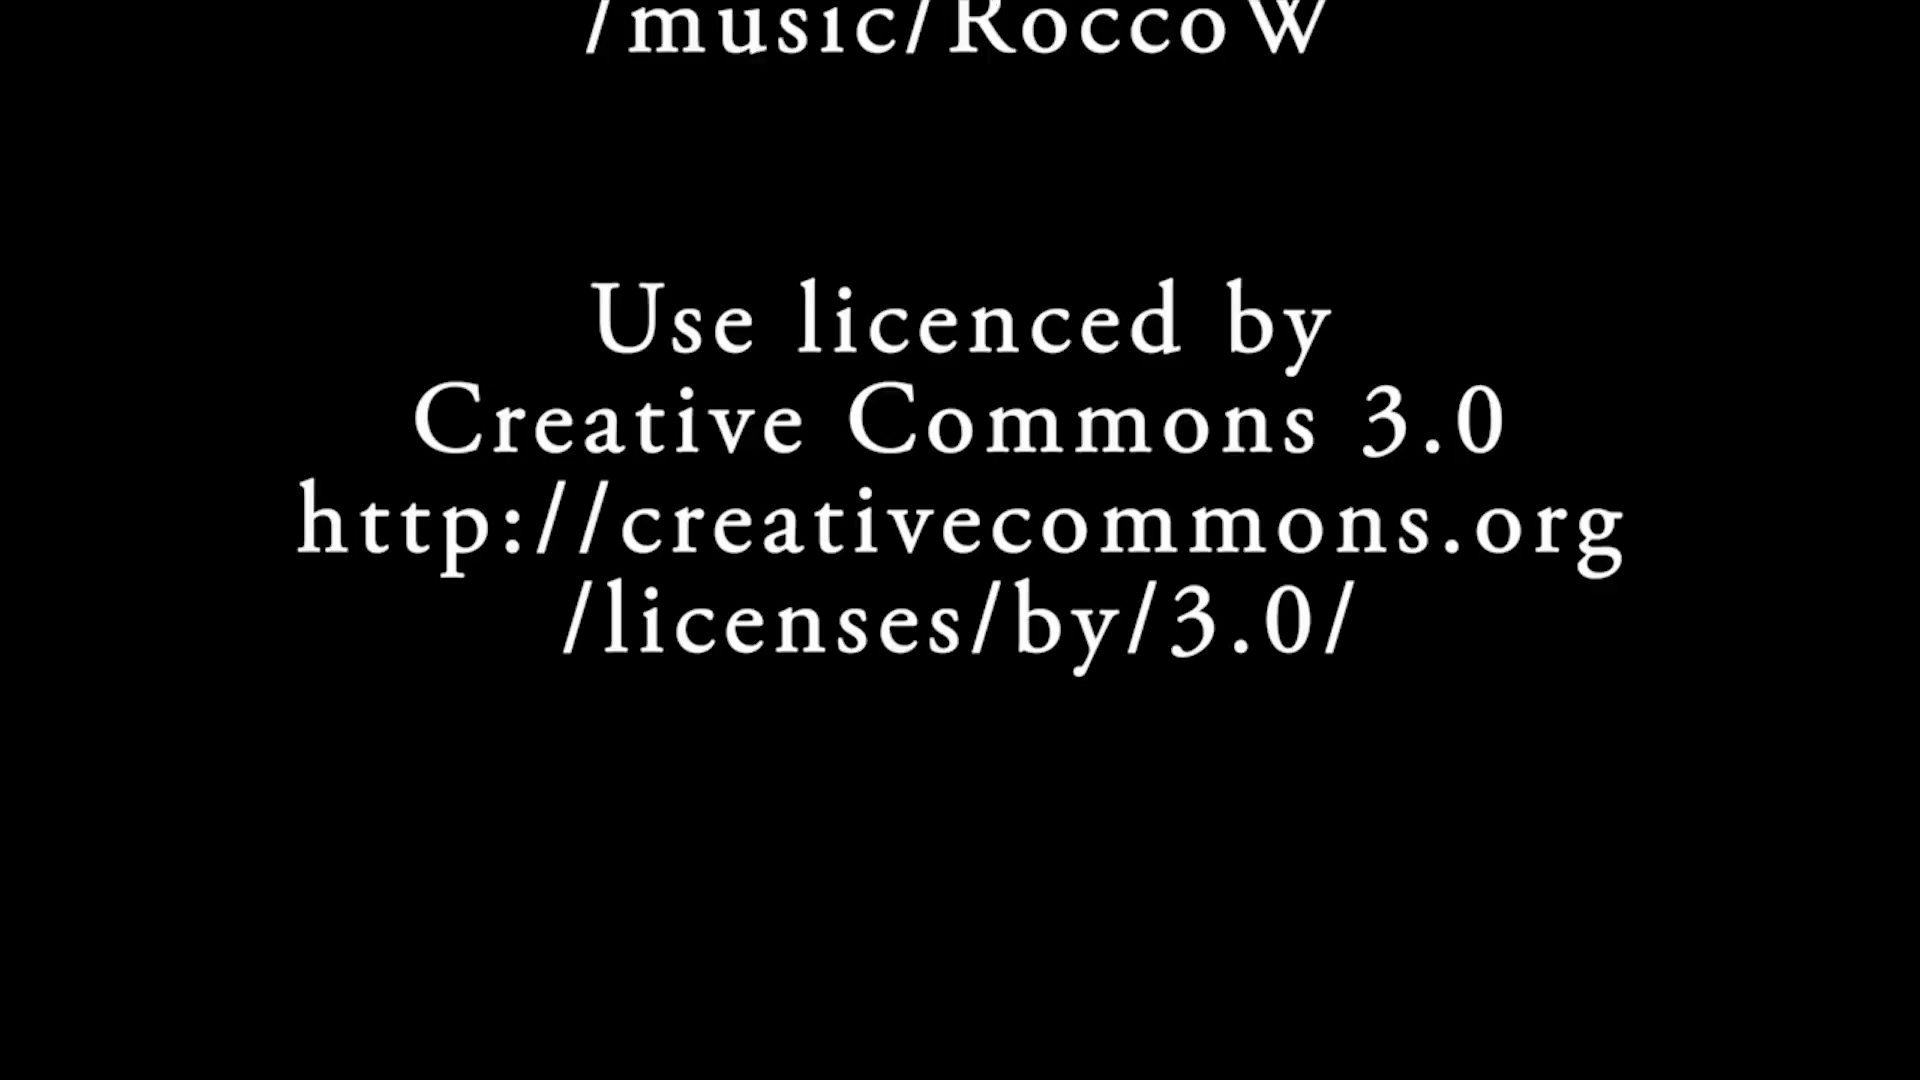 /music/RoccoW
Use licenced by
Creative Commons 3.0
http://creativecommons.org
/licenses/by/3.0/